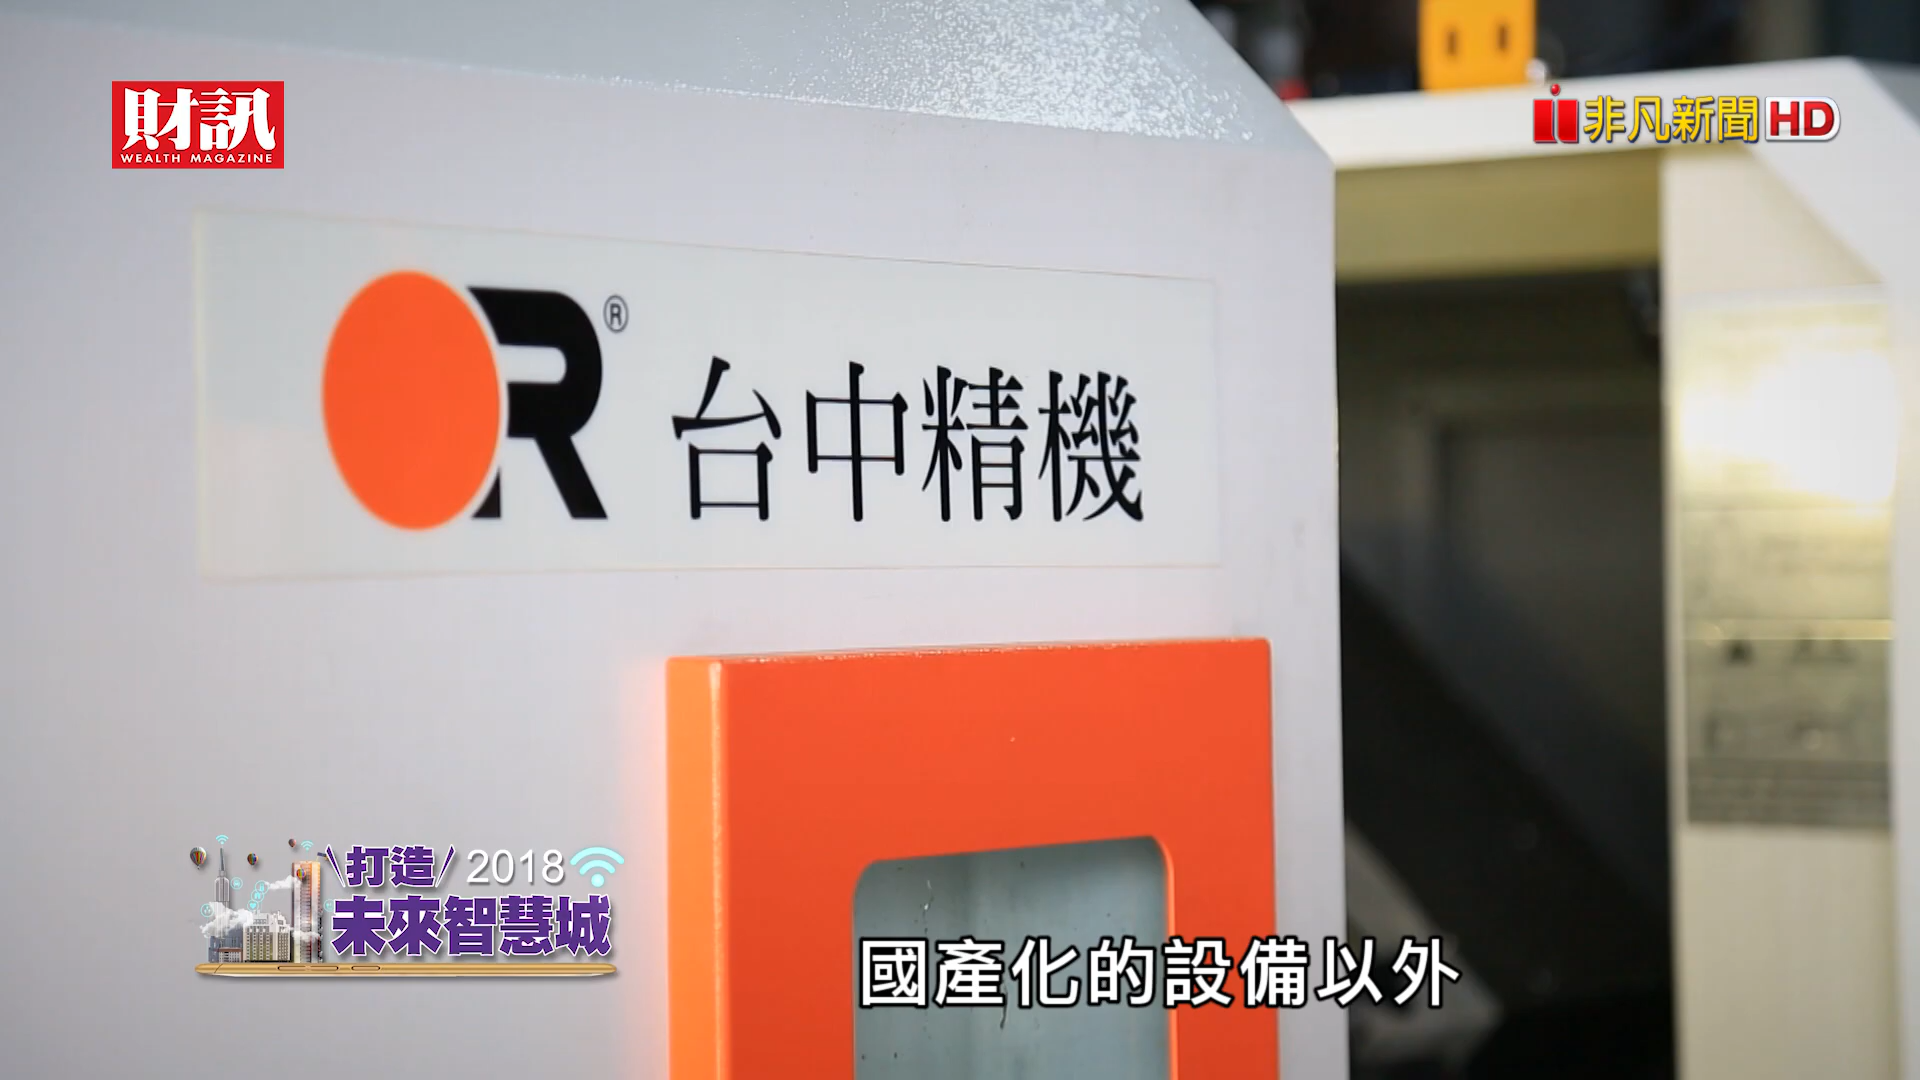 財訊
WEALTH MAGAZINE
非凡新聞HD
R®
台中精機
打造 2018
未來智慧城
國產化的設備以外